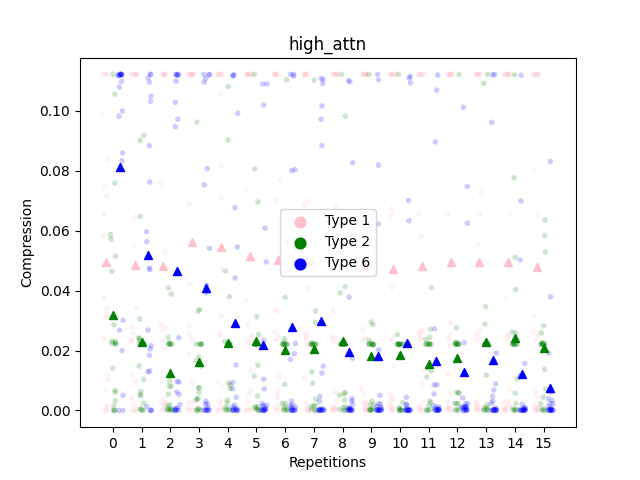 high_attn
Compression
0.10
0.08
0.06
0.04
0.02
0.00
Type 1
Type 2
Type 6
0 1 2 3 4 5 6 7 8 9 10 11 12 13 14 15
Repetitions